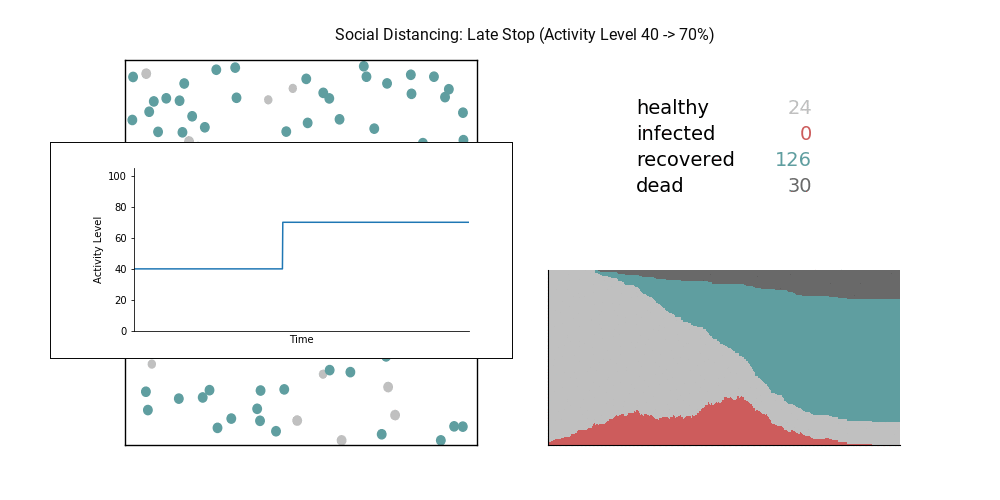 Social Distancing: Late Stop (Activity Level 40 -> 70%)
healthy 24
infected 0
recovered 126
dead 30
Activity Level
100
80
60
40
20
0
Time